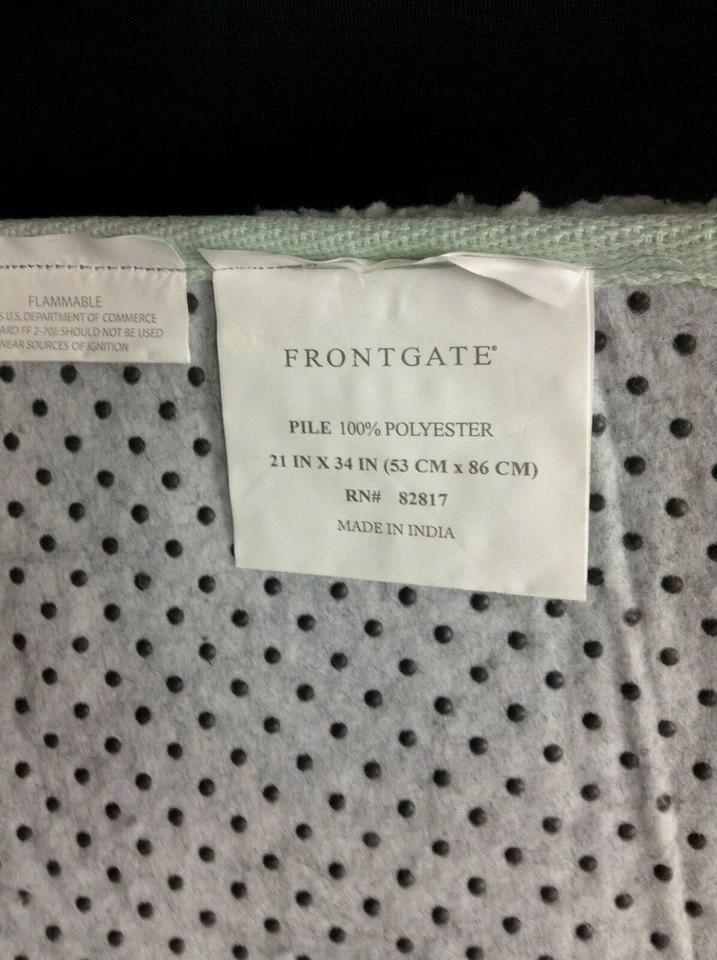 FLAMMABLE
S U.S. DEPARTMENT OF COMMERCE
ARD FF 2-70): SHOULD NOT BE USED
NEAR SOURCES OF IGNITION
FRONTGATE®
PILE 100% POLYESTER
21 IN X 34 IN (53 CM x 86 CM)
RN# 82817
MADE IN INDIA